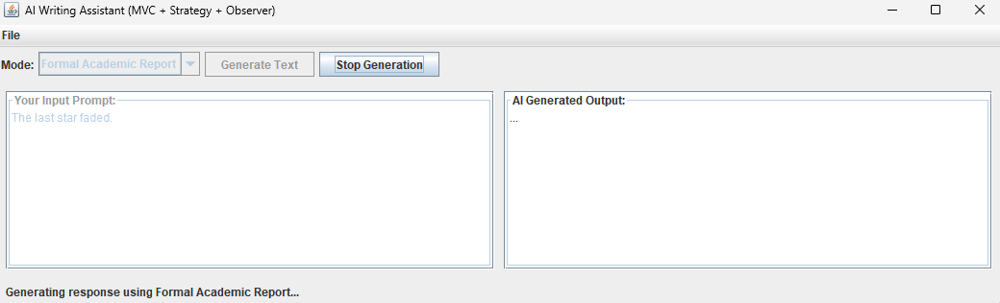 AI Writing Assistant (MVC + Strategy + Observer)
File
Mode: Formal Academic Report Generate Text Stop Generation
Your Input Prompt:
The last star faded.
AI Generated Output:
...
Generating response using Formal Academic Report...